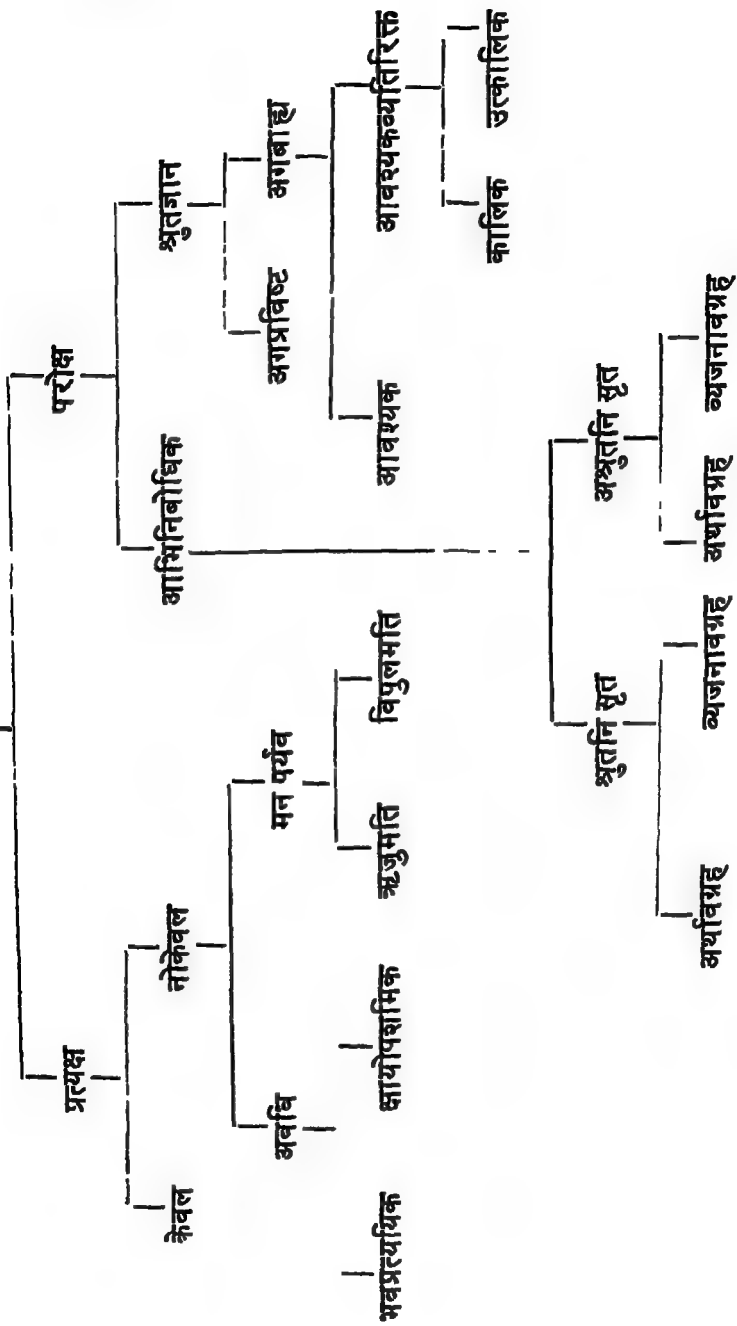 प्रत्यक्ष परोक्ष
केवल नोकेवल आभिनिबोधिक श्रुतज्ञान
अवधि मन पर्यव अगप्रविष्ट अगबाह्य
भवप्रत्ययिक क्षायोपशमिक ऋजुमति विपुलमति आवश्यक आवश्यकव्यतिरिक्त
कालिक उत्कालिक
श्रुतनि सृत अश्रुतनि सृत
अर्थावग्रह व्यजनावग्रह अर्थावग्रह व्यजनावग्रह